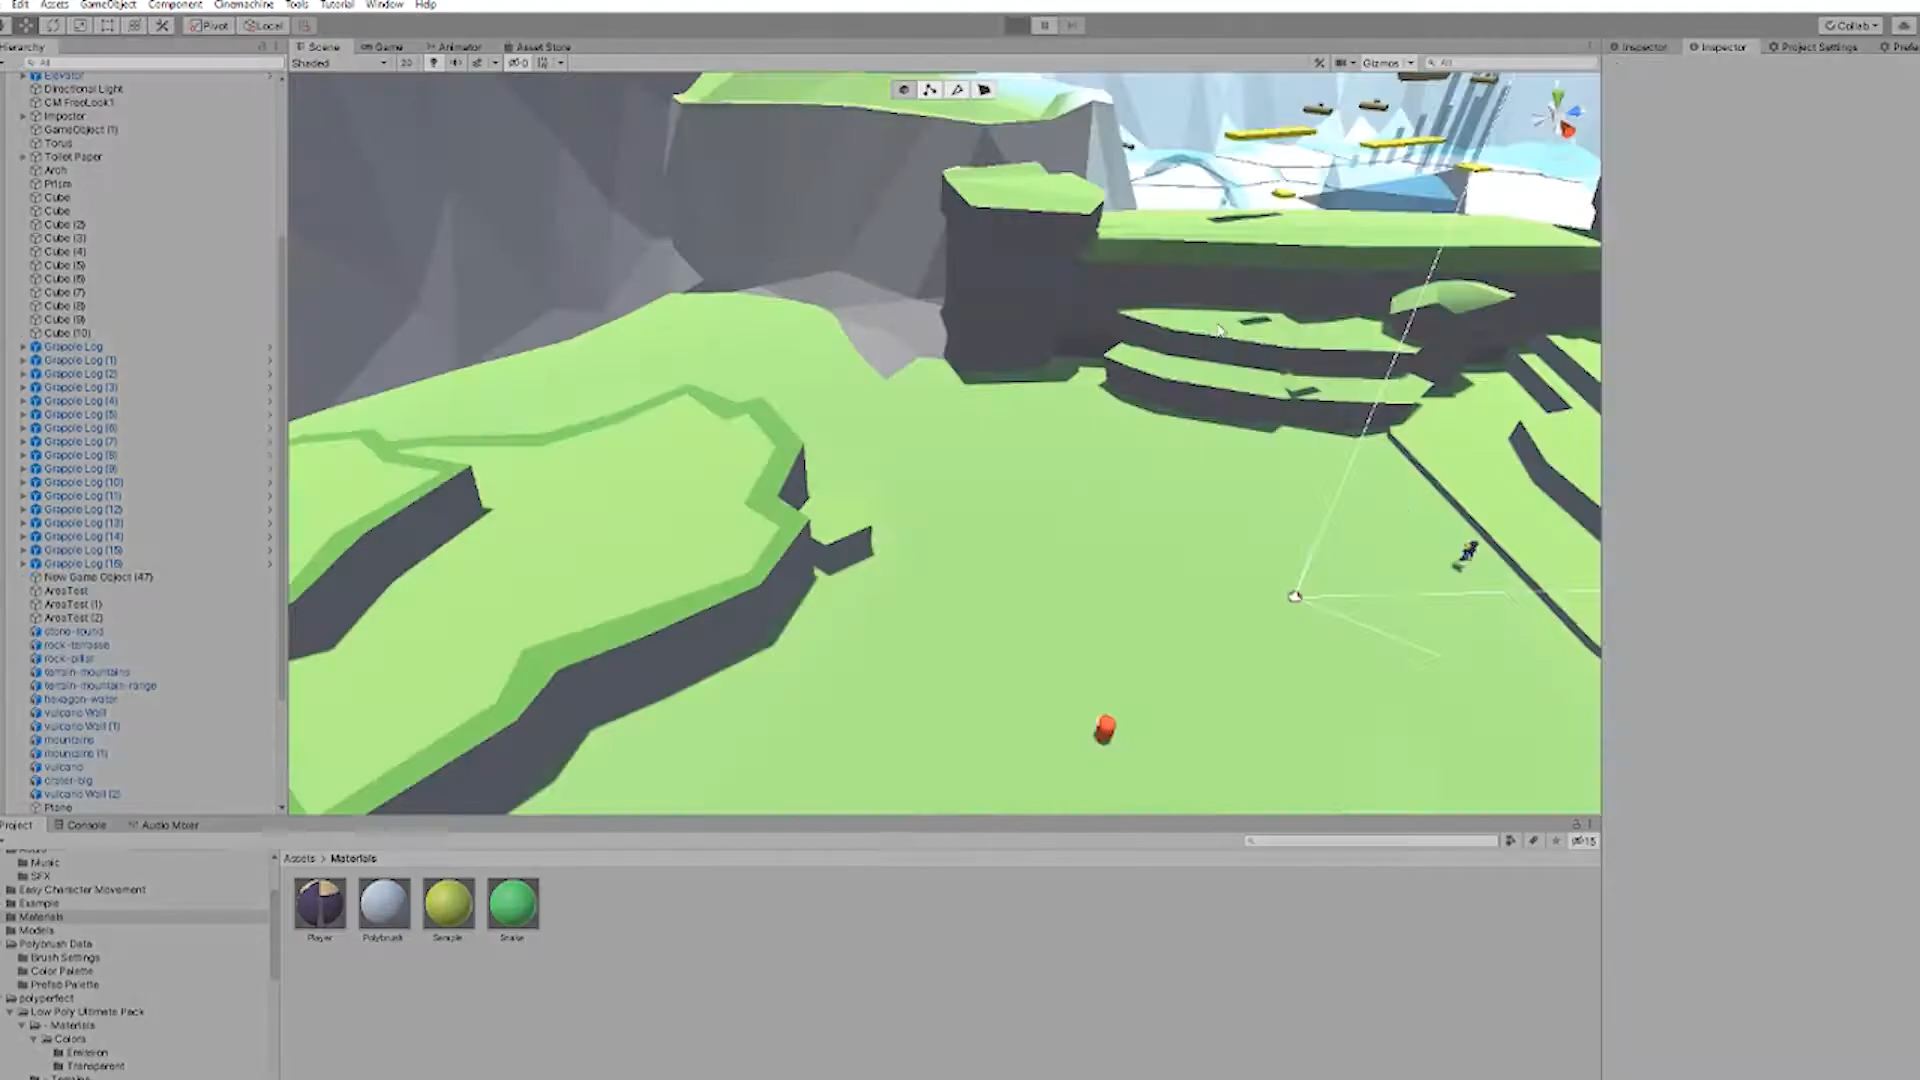 Edit Assets GameObject Component Cinemachine Tools Tutorial Window Help
Pivot Local Collab
Hierarchy Scene Game Animator Asset Store Inspector Inspector Project Settings Prefe
All Shaded 2D 0 Gizmos All
Elevator
Directional Light
CM FreeLook1
Impostor
GameObject (1)
Torus
Toilet Paper
Arch
Prism
Cube
Cube
Cube (2)
Cube (3)
Cube (4)
Cube (5)
Cube (6)
Cube (7)
Cube (8)
Cube (9)
Cube (10)
Grapple Log
Grapple Log (1)
Grapple Log (2)
Grapple Log (3)
Grapple Log (4)
Grapple Log (5)
Grapple Log (6)
Grapple Log (7)
Grapple Log (8)
Grapple Log (9)
Grapple Log (10)
Grapple Log (11)
Grapple Log (12)
Grapple Log (13)
Grapple Log (14)
Grapple Log (15)
Grapple Log (16)
New Game Object (47)
AreaTest
AreaTest (1)
AreaTest (2)
stone-round
rock-terrasse
rock-pillar
terrain-mountains
terrain-mountain-range
hexagon-water
vulcano Wall
vulcano Wall (1)
mountains
mountains (1)
vulcano
crater-big
vulcano Wall (2)
Plane
Project Console Audio Mixer
15
Audio
Music
SFX
Easy Character Movement
Example
Materials
Models
Polybrush Data
Brush Settings
Color Palette
Prefab Palette
polyperfect
Low Poly Ultimate Pack
- Materials
Colors
Emission
Transparent
- Terrains
Assets > Materials
Player Polybrush Sample Snake